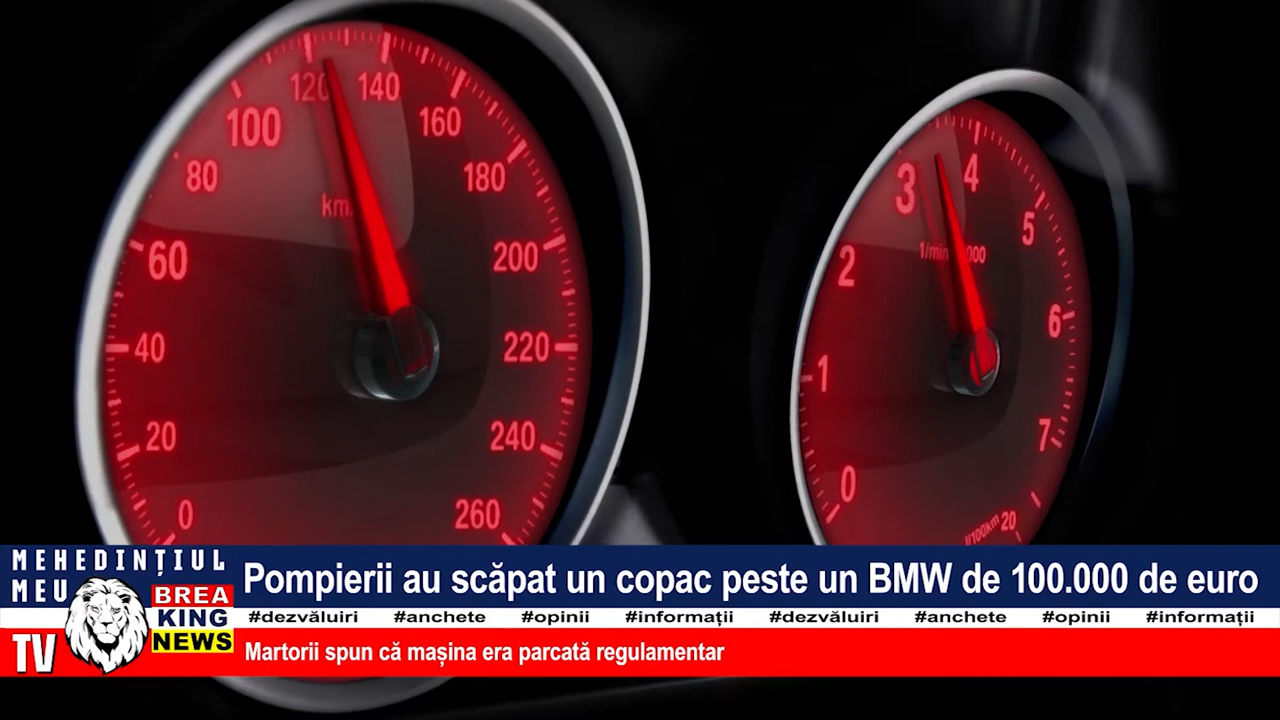 120 140
100 160
80 180
km
60 200
40 220
20 240
0 260
3 4
2 5
1/min 000
1 6
0 7
l/100km 20
MEHEDINȚIUL
MEU
TV
BREA
KING
NEWS
Pompierii au scăpat un copac peste un BMW de 100.000 de euro
#dezvăluiri #anchete #opinii #informații #dezvăluiri #anchete #opinii #informații
Martorii spun că mașina era parcată regulamentar